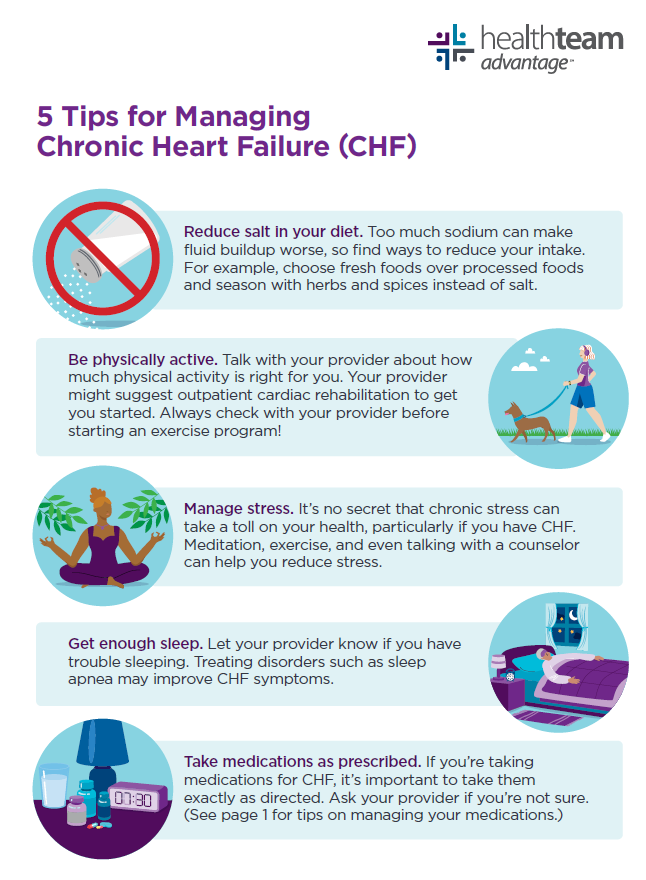 healthteam
advantage℠
5 Tips for Managing
Chronic Heart Failure (CHF)
Reduce salt in your diet. Too much sodium can make
fluid buildup worse, so find ways to reduce your intake.
For example, choose fresh foods over processed foods
and season with herbs and spices instead of salt.
Be physically active. Talk with your provider about how
much physical activity is right for you. Your provider
might suggest outpatient cardiac rehabilitation to get
you started. Always check with your provider before
starting an exercise program!
Manage stress. It’s no secret that chronic stress can
take a toll on your health, particularly if you have CHF.
Meditation, exercise, and even talking with a counselor
can help you reduce stress.
Get enough sleep. Let your provider know if you have
trouble sleeping. Treating disorders such as sleep
apnea may improve CHF symptoms.
Take medications as prescribed. If you’re taking
medications for CHF, it’s important to take them
exactly as directed. Ask your provider if you’re not sure.
(See page 1 for tips on managing your medications.)
07:30